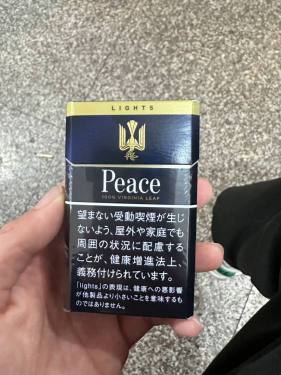 LIGHTS
Peace
100% VIRGINIA LEAF
望まない受動喫煙が生じ
ないよう、屋外や家庭でも
周囲の状況に配慮する
ことが、健康増進法上、
義務付けられています。
「lights」の表現は、健康への悪影響
が他製品より小さいことを意味するも
のではありません。